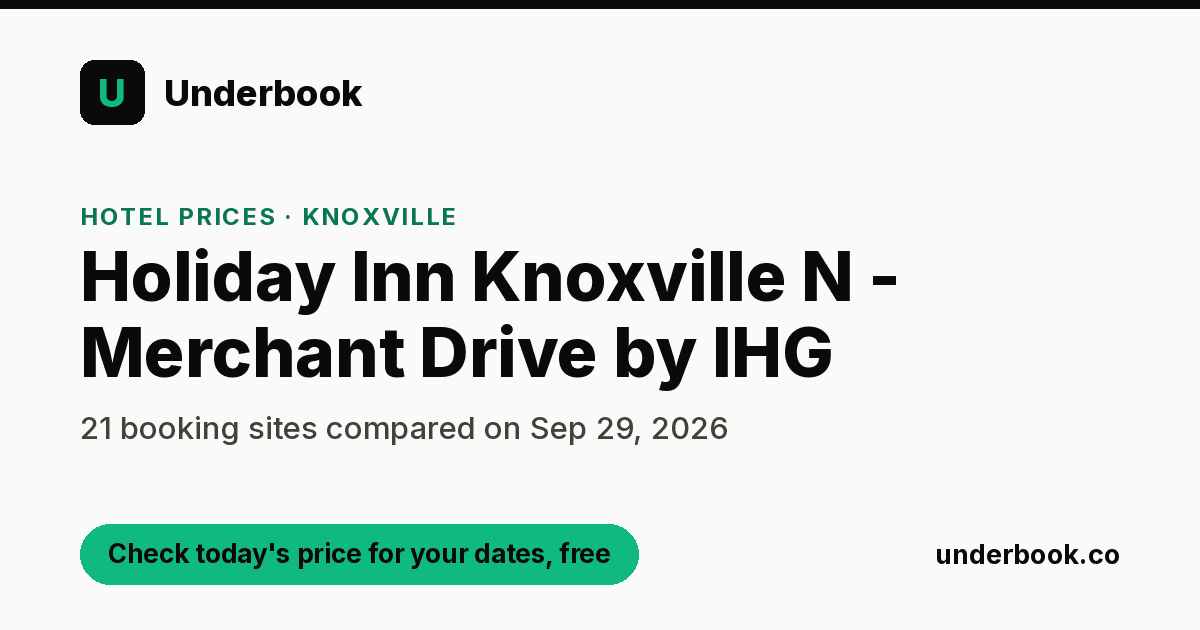 U Underbook
HOTEL PRICES · KNOXVILLE
Holiday Inn Knoxville N -
Merchant Drive by IHG
21 booking sites compared on Sep 29, 2026
Check today's price for your dates, free
underbook.co